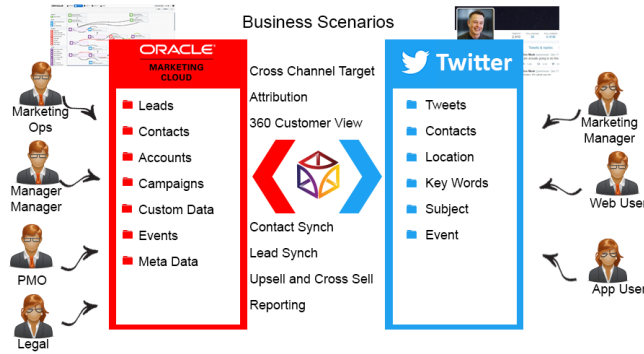 Business Scenarios
ORACLE
MARKETING
CLOUD
Leads
Contacts
Accounts
Campaigns
Custom Data
Events
Meta Data
Cross Channel Target
Attribution
360 Customer View
Contact Synch
Lead Synch
Upsell and Cross Sell
Reporting
Twitter
Tweets
Contacts
Location
Key Words
Subject
Event
Marketing
Ops
Manager
Manager
PMO
Legal
Marketing
Manager
Web User
App User